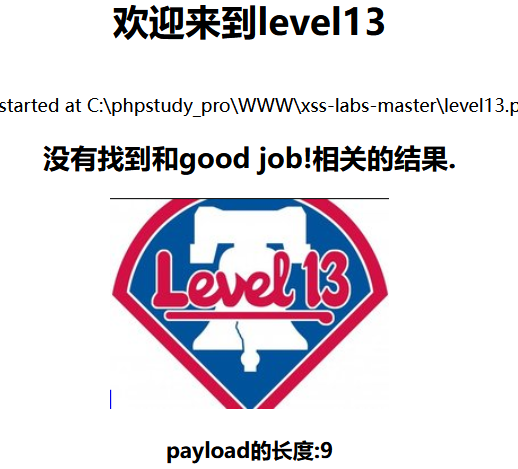 欢迎来到level13
started at C:\phpstudy_pro\WWW\xss-labs-master\level13.p
没有找到和good job!相关的结果.
Level 13
payload的长度:9